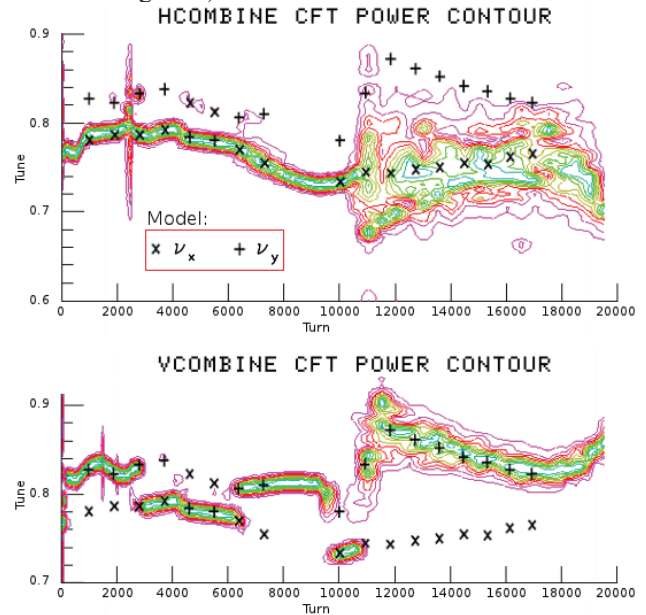 HCOMBINE CFT POWER CONTOUR
0.9
0.8
0.7
0.6
Tune
Model:
× ν_x + ν_y
0 2000 4000 6000 8000 10000 12000 14000 16000 18000 20000
Turn
VCOMBINE CFT POWER CONTOUR
0.9
0.8
0.7
Tune
0 2000 4000 6000 8000 10000 12000 14000 16000 18000 20000
Turn